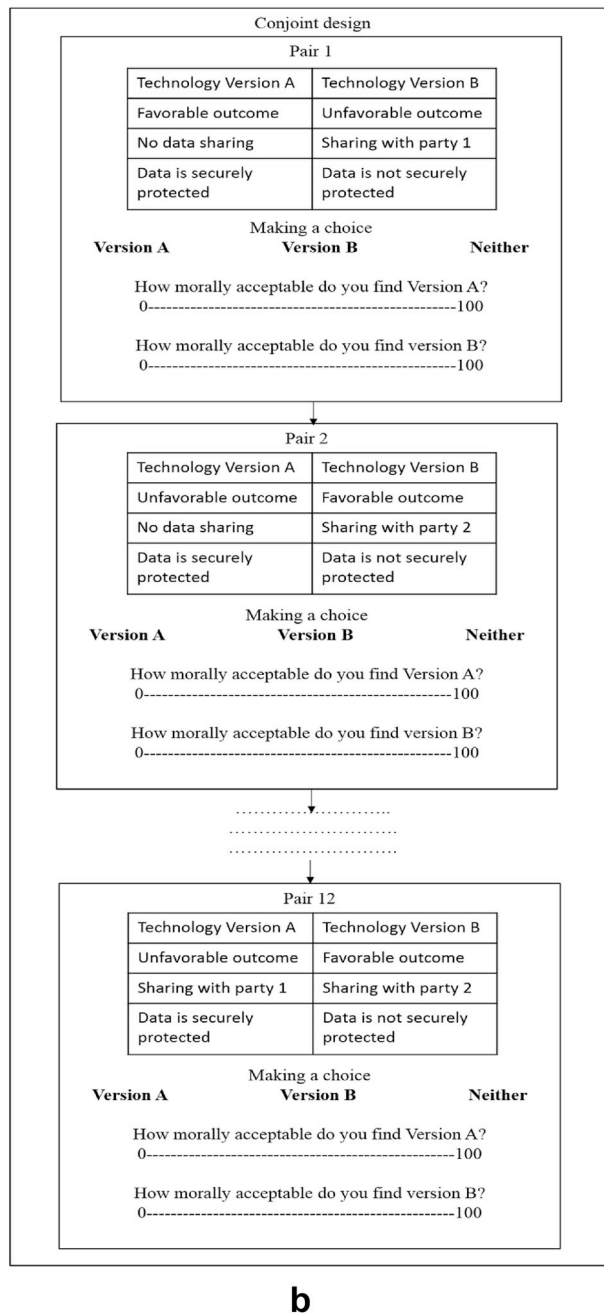 Conjoint design
Pair 1
Technology Version A Technology Version B
Favorable outcome Unfavorable outcome
No data sharing Sharing with party 1
Data is securely Data is not securely
protected protected
Making a choice
Version A Version B Neither
How morally acceptable do you find Version A?
0----------------------------------------------------100
How morally acceptable do you find version B?
0----------------------------------------------------100
Pair 2
Technology Version A Technology Version B
Unfavorable outcome Favorable outcome
No data sharing Sharing with party 2
Data is securely Data is not securely
protected protected
Making a choice
Version A Version B Neither
How morally acceptable do you find Version A?
0----------------------------------------------------100
How morally acceptable do you find version B?
0----------------------------------------------------100
............................
............................
............................
Pair 12
Technology Version A Technology Version B
Unfavorable outcome Favorable outcome
Sharing with party 1 Sharing with party 2
Data is securely Data is not securely
protected protected
Making a choice
Version A Version B Neither
How morally acceptable do you find Version A?
0----------------------------------------------------100
How morally acceptable do you find version B?
0----------------------------------------------------100
b